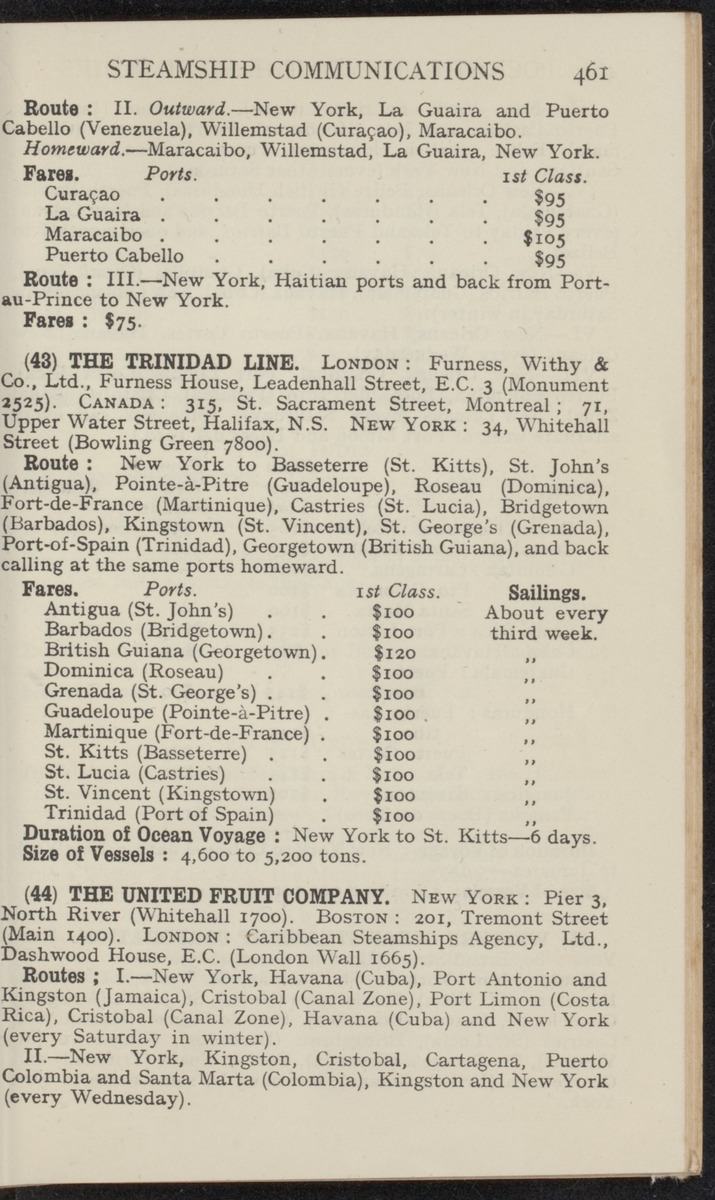 STEAMSHIP COMMUNICATIONS 461
Route : II. Outward.—New York, La Guaira and Puerto
Cabello (Venezuela), Willemstad (Curaçao), Maracaibo.
Homeward.—Maracaibo, Willemstad, La Guaira, New York.
Fares. Ports. 1st Class.
Curaçao . . . . . . . $95
La Guaira . . . . . . . $95
Maracaibo . . . . . . . $105
Puerto Cabello . . . . . . $95
Route : III.—New York, Haitian ports and back from Port-
au-Prince to New York.
Fares : $75.
(43) THE TRINIDAD LINE. LONDON : Furness, Withy &
Co., Ltd., Furness House, Leadenhall Street, E.C. 3 (Monument
2525). CANADA : 315, St. Sacrament Street, Montreal ; 71,
Upper Water Street, Halifax, N.S. NEW YORK : 34, Whitehall
Street (Bowling Green 7800).
Route : New York to Basseterre (St. Kitts), St. John's
(Antigua), Pointe-à-Pitre (Guadeloupe), Roseau (Dominica),
Fort-de-France (Martinique), Castries (St. Lucia), Bridgetown
(Barbados), Kingstown (St. Vincent), St. George's (Grenada),
Port-of-Spain (Trinidad), Georgetown (British Guiana), and back
calling at the same ports homeward.
Fares. Ports. 1st Class. Sailings.
Antigua (St. John's) . . $100 About every
Barbados (Bridgetown) . . $100 third week.
British Guiana (Georgetown) . $120 ,,
Dominica (Roseau) . . $100 ,,
Grenada (St. George's) . . $100 ,,
Guadeloupe (Pointe-à-Pitre) . $100 ,,
Martinique (Fort-de-France) . $100 ,,
St. Kitts (Basseterre) . . $100 ,,
St. Lucia (Castries) . . $100 ,,
St. Vincent (Kingstown) . $100 ,,
Trinidad (Port of Spain) . $100 ,,
Duration of Ocean Voyage : New York to St. Kitts—6 days.
Size of Vessels : 4,600 to 5,200 tons.
(44) THE UNITED FRUIT COMPANY. NEW YORK : Pier 3,
North River (Whitehall 1700). BOSTON : 201, Tremont Street
(Main 1400). LONDON : Caribbean Steamships Agency, Ltd.,
Dashwood House, E.C. (London Wall 1665).
Routes ; I.—New York, Havana (Cuba), Port Antonio and
Kingston (Jamaica), Cristobal (Canal Zone), Port Limon (Costa
Rica), Cristobal (Canal Zone), Havana (Cuba) and New York
(every Saturday in winter).
II.—New York, Kingston, Cristobal, Cartagena, Puerto
Colombia and Santa Marta (Colombia), Kingston and New York
(every Wednesday).